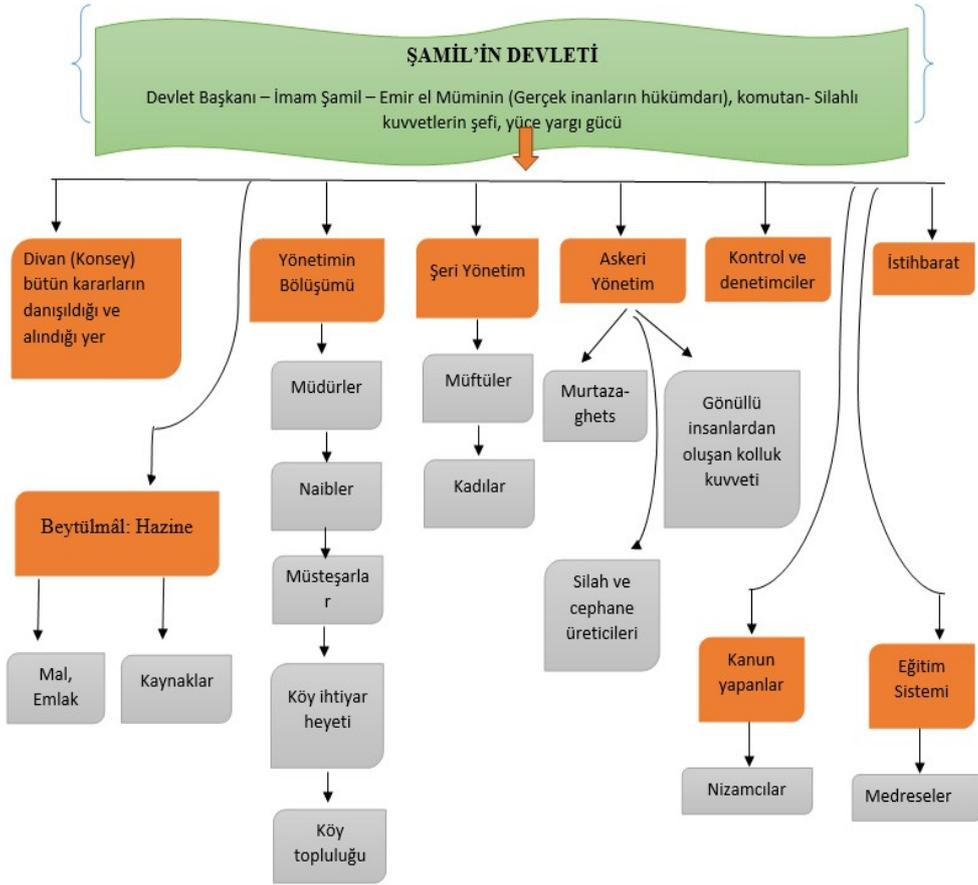 ŞAMİL'İN DEVLETİ
Devlet Başkanı – İmam Şamil – Emir el Müminin (Gerçek inanların hükümdarı), komutan- Silahlı
kuvvetlerin şefi, yüce yargı gücü
Divan (Konsey)
bütün kararların
danışıldığı ve
alındığı yer
Yönetimin
Bölüşümü
Şeri Yönetim
Askeri
Yönetim
Kontrol ve
denetimciler
İstihbarat
Müdürler
Naibler
Müsteşarla
r
Köy ihtiyar
heyeti
Köy
topluluğu
Müftüler
Kadılar
Murtaza-
ghets
Gönüllü
insanlardan
oluşan kolluk
kuvveti
Silah ve
cephane
üreticileri
Beytülmâl: Hazine
Mal,
Emlak
Kaynaklar
Kanun
yapanlar
Nizamcılar
Eğitim
Sistemi
Medreseler